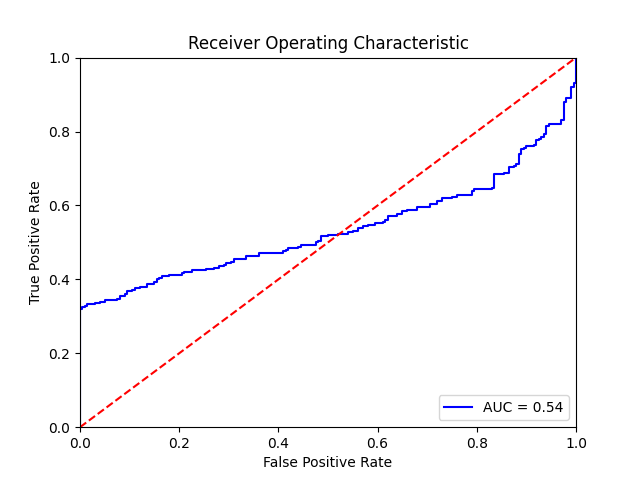 Receiver Operating Characteristic
True Positive Rate
1.0
0.8
0.6
0.4
0.2
0.0
AUC = 0.54
0.0 0.2 0.4 0.6 0.8 1.0
False Positive Rate